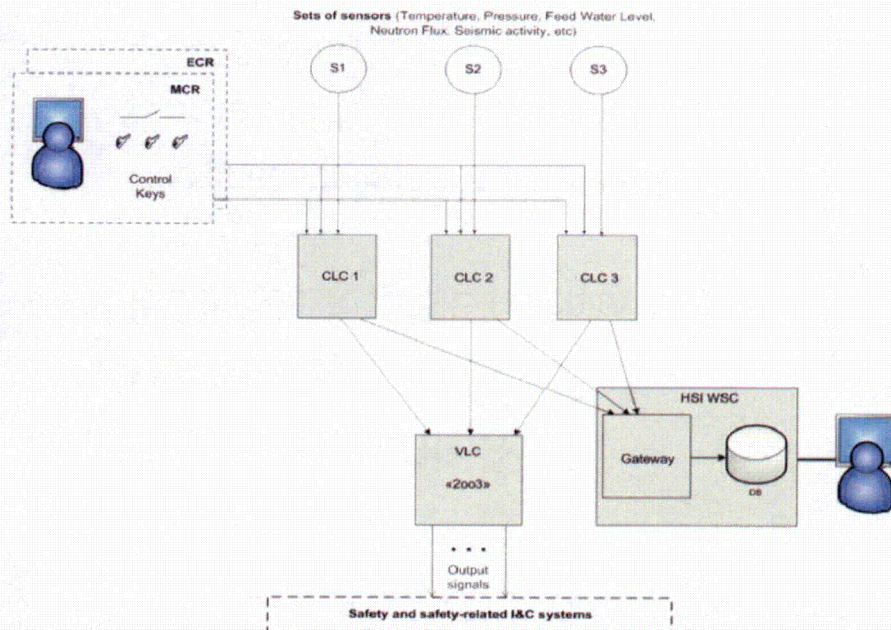 Sets of sensors (Temperature, Pressure, Feed Water Level,
Neutron Flux. Seismic activity, etc)
ECR
MCR
S1
S2
S3
Control
Keys
CLC 1
CLC 2
CLC 3
HSI WSC
VLC
«2oo3»
Gateway
DB
Output
signals
Safety and safety-related I&C systems